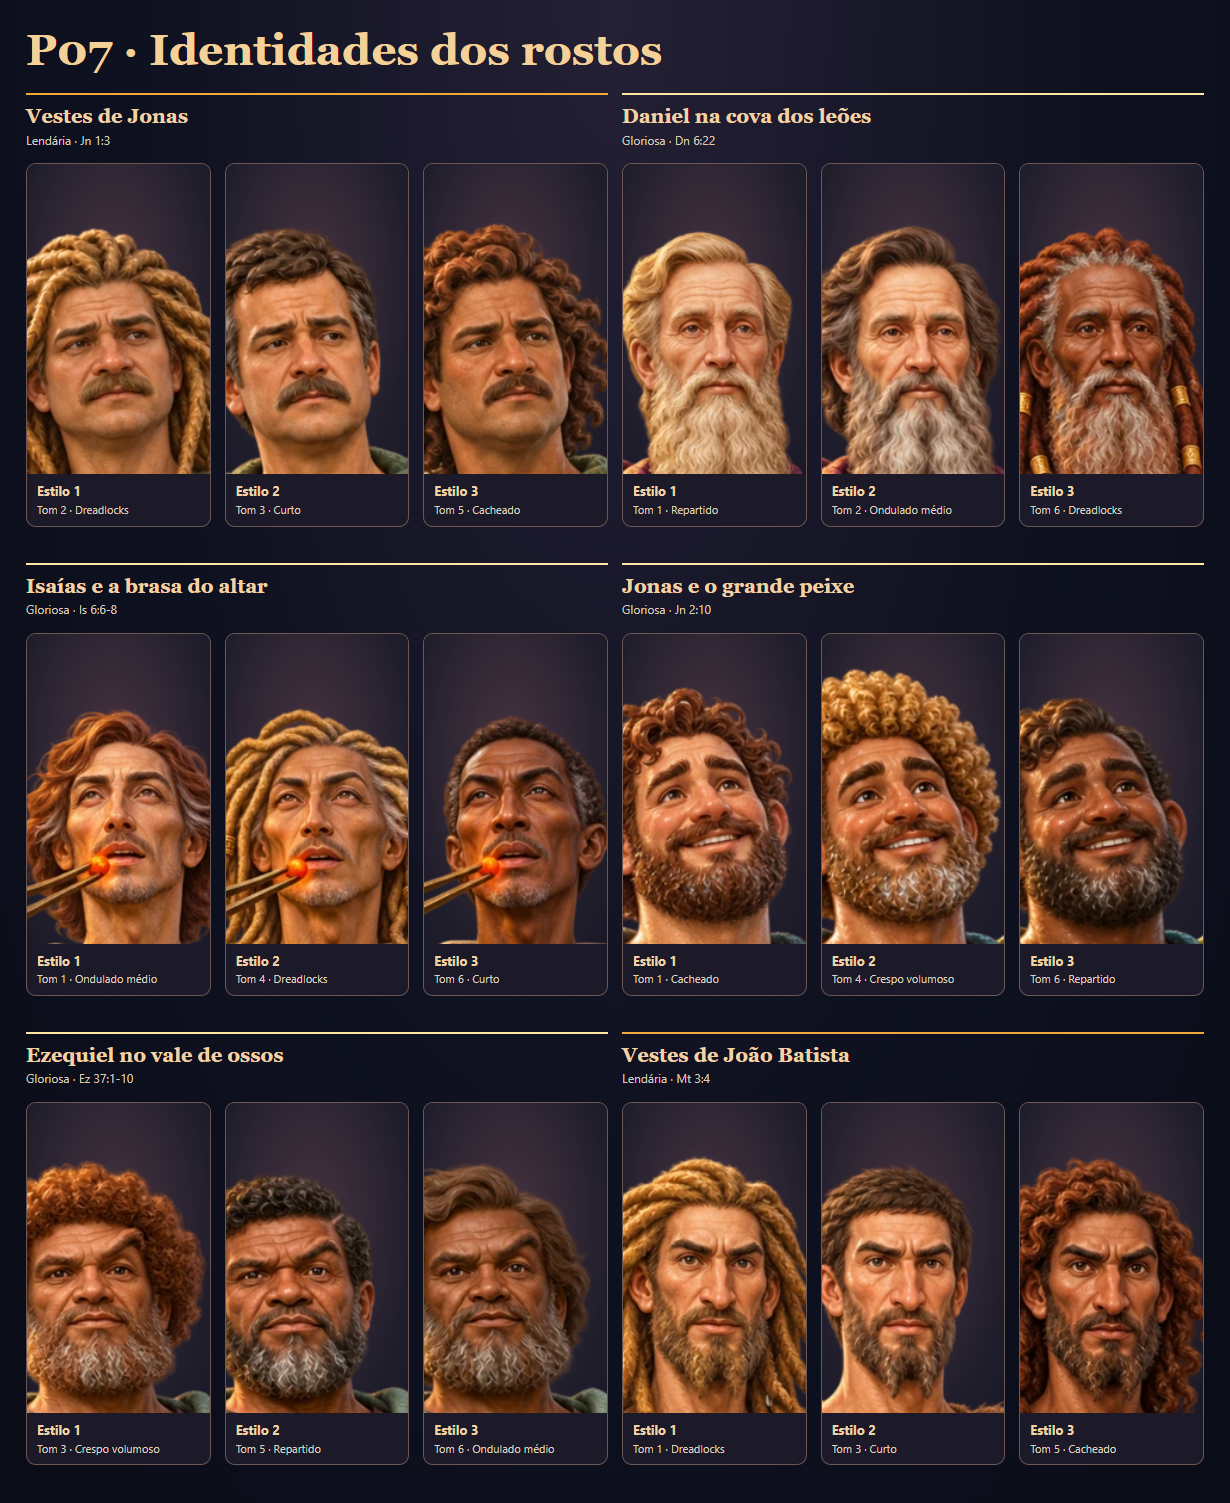 P07 · Identidades dos rostos
Vestes de Jonas
Lendária · Jn 1:3
Estilo 1
Tom 2 · Dreadlocks
Estilo 2
Tom 3 · Curto
Estilo 3
Tom 5 · Cacheado
Daniel na cova dos leões
Gloriosa · Dn 6:22
Estilo 1
Tom 1 · Repartido
Estilo 2
Tom 2 · Ondulado médio
Estilo 3
Tom 6 · Dreadlocks
Isaías e a brasa do altar
Gloriosa · Is 6:6-8
Estilo 1
Tom 1 · Ondulado médio
Estilo 2
Tom 4 · Dreadlocks
Estilo 3
Tom 6 · Curto
Jonas e o grande peixe
Gloriosa · Jn 2:10
Estilo 1
Tom 1 · Cacheado
Estilo 2
Tom 4 · Crespo volumoso
Estilo 3
Tom 6 · Repartido
Ezequiel no vale de ossos
Gloriosa · Ez 37:1-10
Estilo 1
Tom 3 · Crespo volumoso
Estilo 2
Tom 5 · Repartido
Estilo 3
Tom 6 · Ondulado médio
Vestes de João Batista
Lendária · Mt 3:4
Estilo 1
Tom 1 · Dreadlocks
Estilo 2
Tom 3 · Curto
Estilo 3
Tom 5 · Cacheado